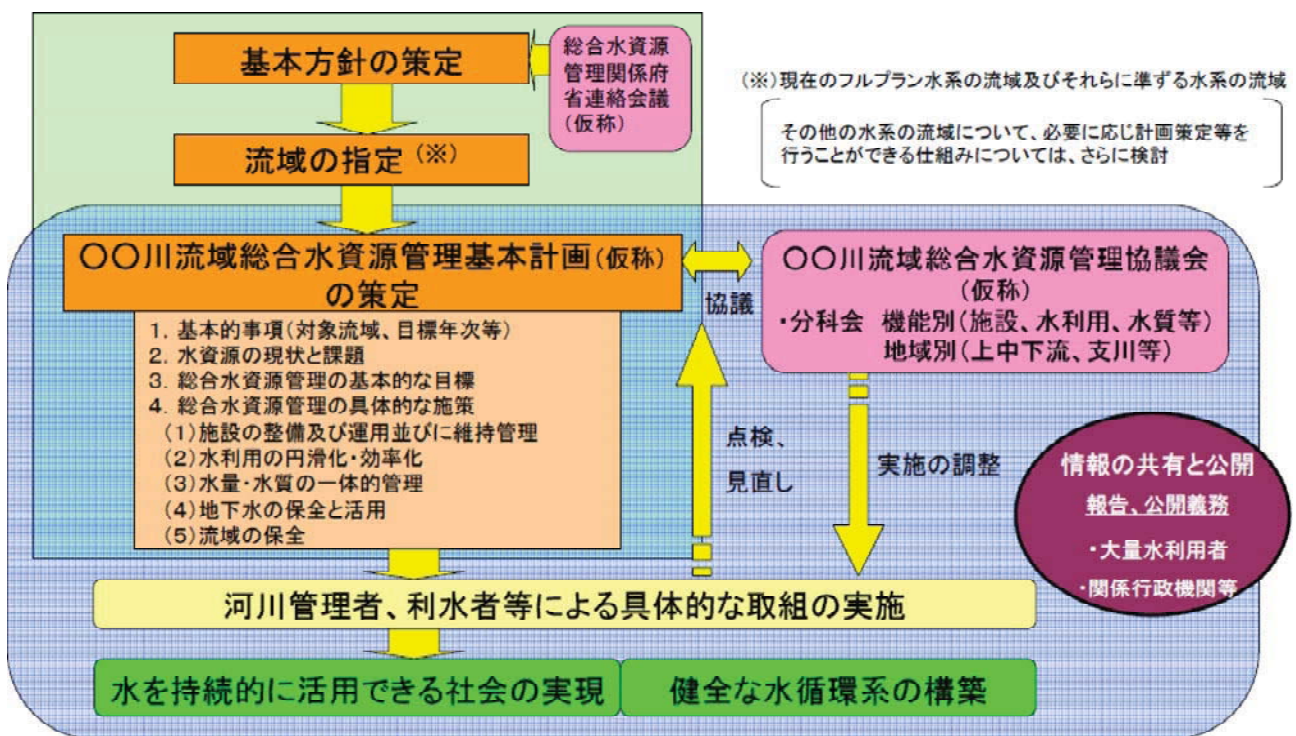 基本方針の策定
総合水資源
管理関係府
省連絡会議
(仮称)
流域の指定(※)
(※)現在のフルプラン水系の流域及びそれらに準ずる水系の流域
その他の水系の流域について、必要に応じ計画策定等を
行うことができる仕組みについては、さらに検討
〇〇川流域総合水資源管理基本計画(仮称)
の策定
1. 基本的事項(対象流域、目標年次等)
2. 水資源の現状と課題
3. 総合水資源管理の基本的な目標
4. 総合水資源管理の具体的な施策
(1)施設の整備及び運用並びに維持管理
(2)水利用の円滑化・効率化
(3)水量・水質の一体的管理
(4)地下水の保全と活用
(5)流域の保全
協議
〇〇川流域総合水資源管理協議会
(仮称)
・分科会 機能別(施設、水利用、水質等)
地域別(上中下流、支川等)
点検、
見直し
実施の調整
情報の共有と公開
報告、公開義務
・大量水利用者
・関係行政機関等
河川管理者、利水者等による具体的な取組の実施
水を持続的に活用できる社会の実現
健全な水循環系の構築